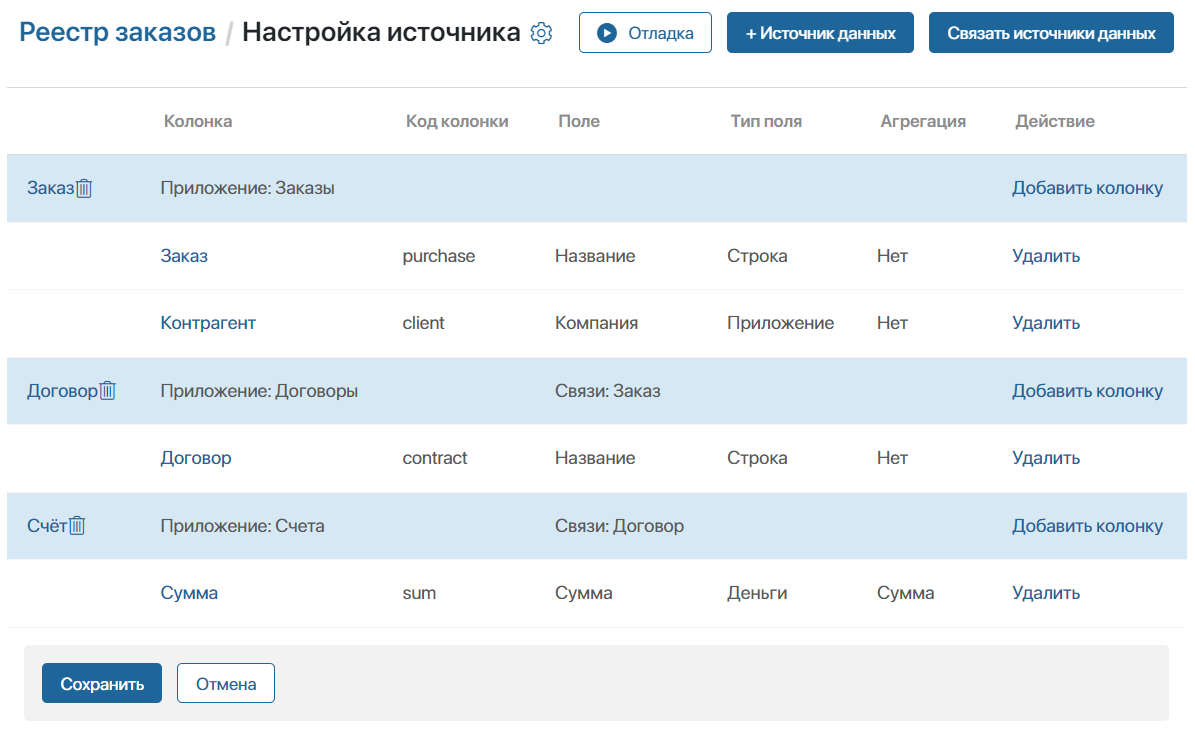 Реестр заказов / Настройка источника Отладка + Источник данных Связать источники данных
Колонка Код колонки Поле Тип поля Агрегация Действие
Заказ Приложение: Заказы Добавить колонку
Заказ purchase Название Строка Нет Удалить
Контрагент client Компания Приложение Нет Удалить
Договор Приложение: Договоры Связи: Заказ Добавить колонку
Договор contract Название Строка Нет Удалить
Счёт Приложение: Счета Связи: Договор Добавить колонку
Сумма sum Сумма Деньги Сумма Удалить
Сохранить Отмена